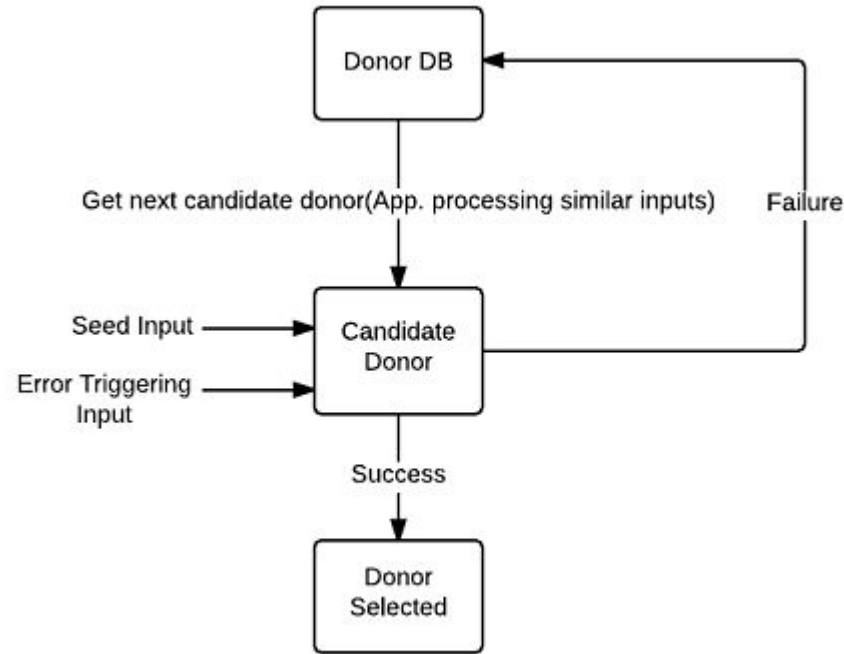 Donor DB
Get next candidate donor(App. processing similar inputs)
Failure
Seed Input
Candidate
Donor
Error Triggering
Input
Success
Donor
Selected